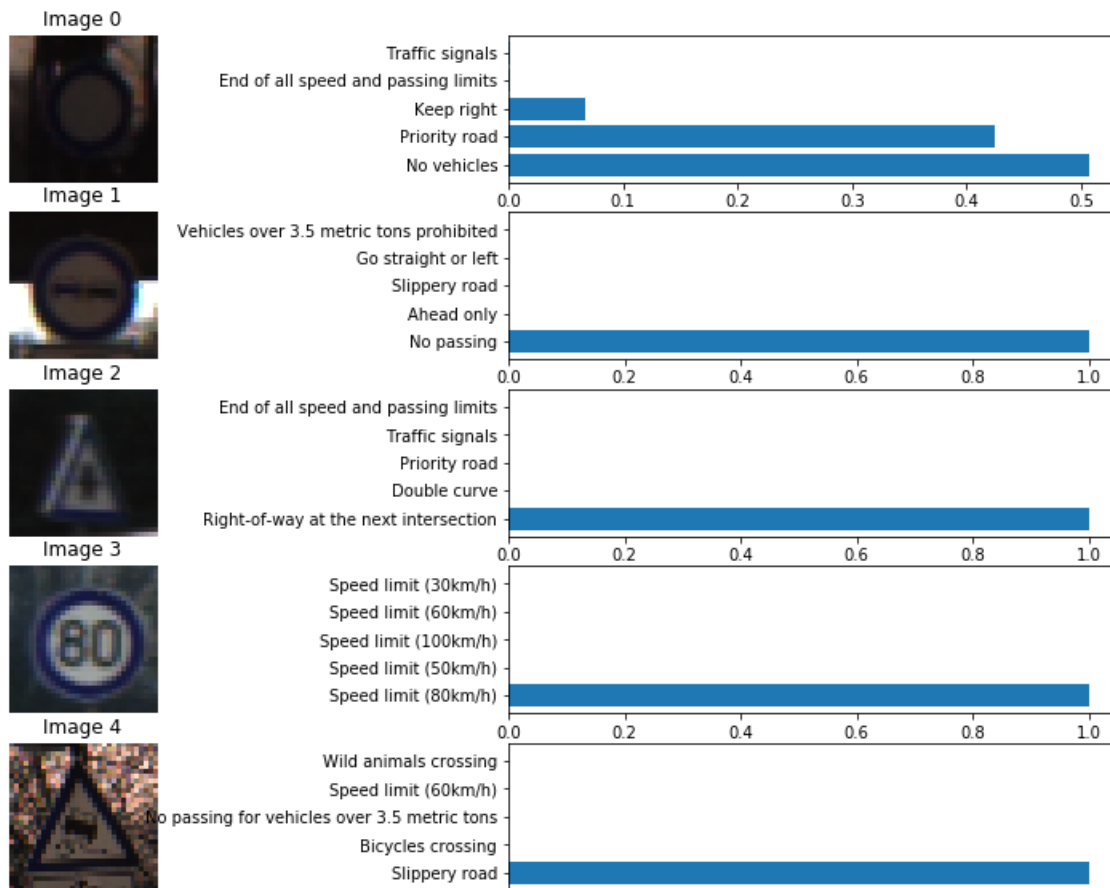 Image 0
Traffic signals
End of all speed and passing limits
Keep right
Priority road
No vehicles
0.0 0.1 0.2 0.3 0.4 0.5
Image 1
Vehicles over 3.5 metric tons prohibited
Go straight or left
Slippery road
Ahead only
No passing
0.0 0.2 0.4 0.6 0.8 1.0
Image 2
End of all speed and passing limits
Traffic signals
Priority road
Double curve
Right-of-way at the next intersection
0.0 0.2 0.4 0.6 0.8 1.0
Image 3
80
Speed limit (30km/h)
Speed limit (60km/h)
Speed limit (100km/h)
Speed limit (50km/h)
Speed limit (80km/h)
0.0 0.2 0.4 0.6 0.8 1.0
Image 4
Wild animals crossing
Speed limit (60km/h)
No passing for vehicles over 3.5 metric tons
Bicycles crossing
Slippery road